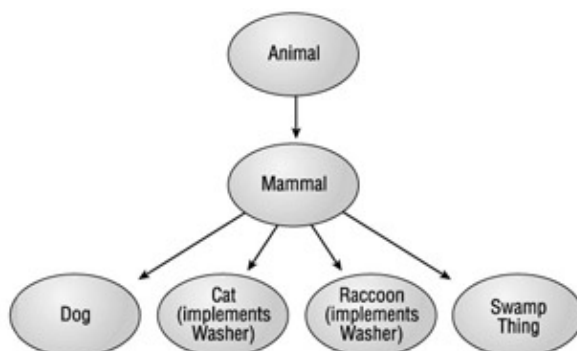 Animal
Mammal
Dog
Cat
(implements
Washer)
Raccoon
(implements
Washer)
Swamp
Thing